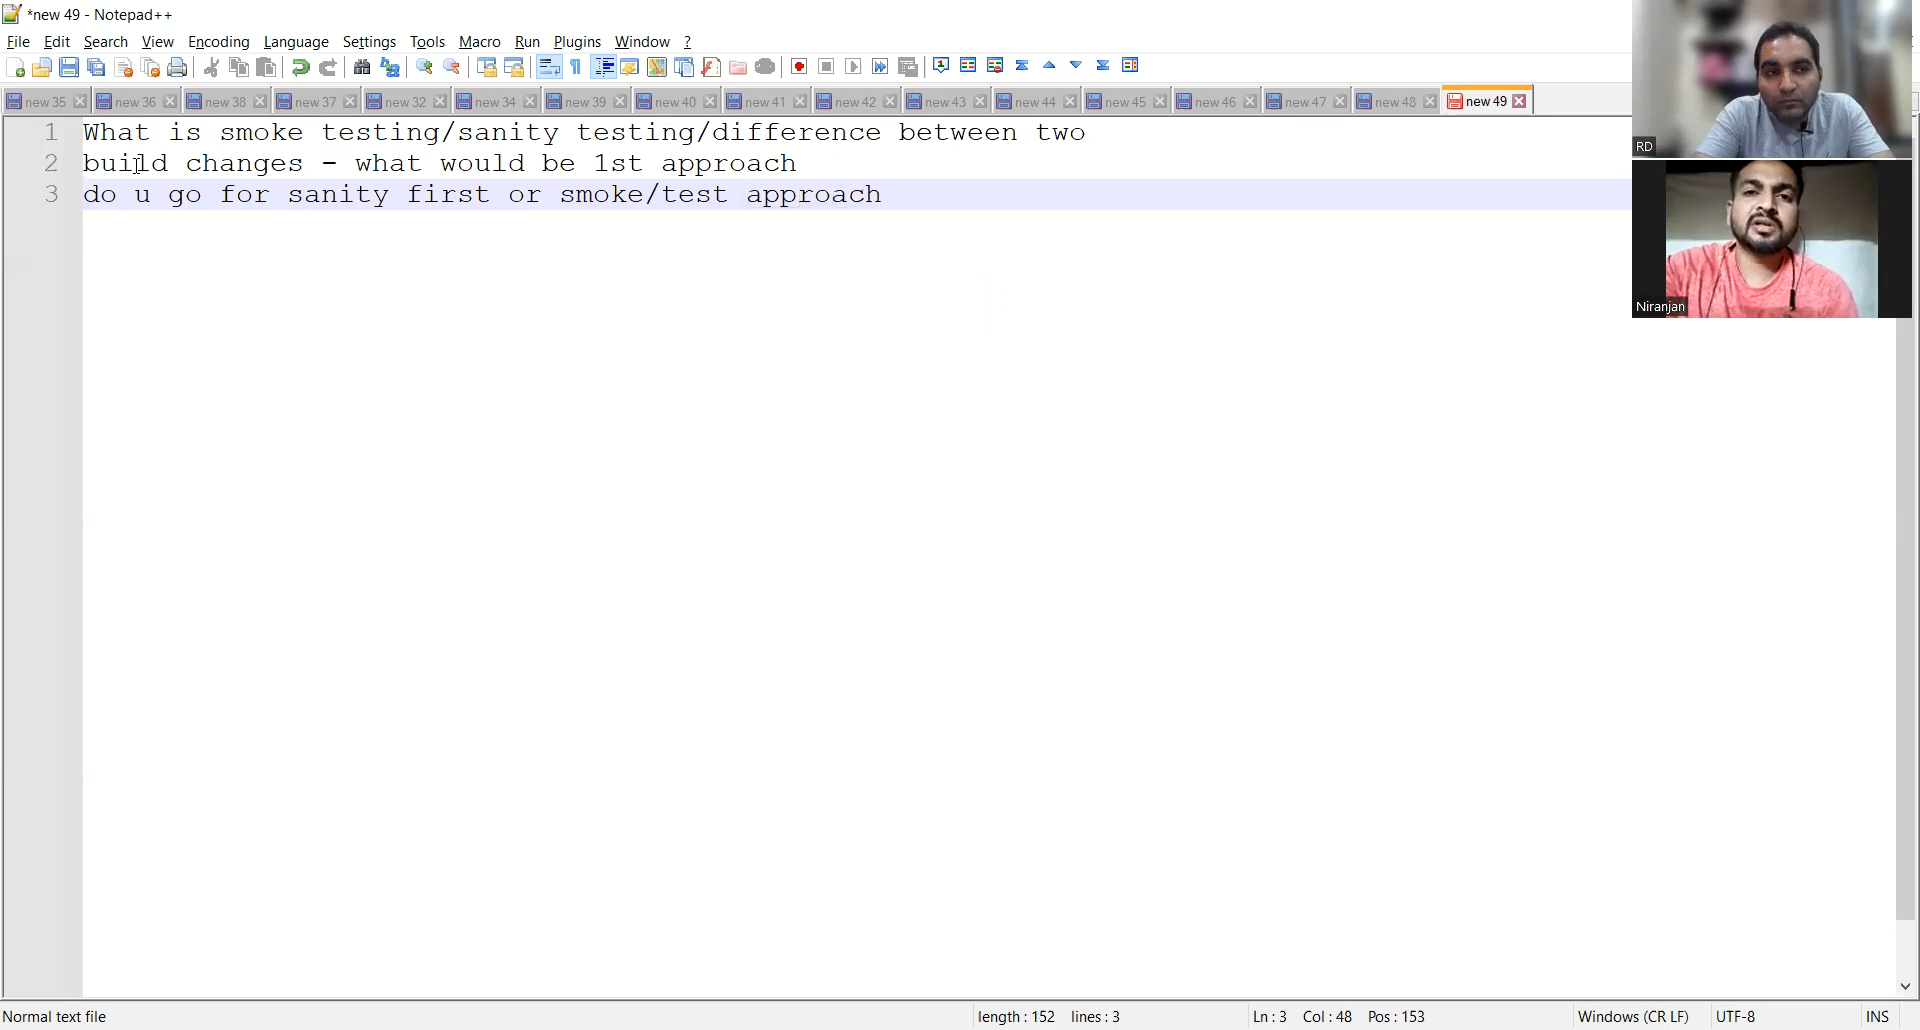 *new 49 - Notepad++
File Edit Search View Encoding Language Settings Tools Macro Run Plugins Window ?
new 35 new 36 new 38 new 37 new 32 new 34 new 39 new 40 new 41 new 42 new 43 new 44 new 45 new 46 new 47 new 48 new 49
1 What is smoke testing/sanity testing/difference between two
2 build changes - what would be 1st approach
3 do u go for sanity first or smoke/test approach
RD
Niranjan
Normal text file length : 152 lines : 3 Ln : 3 Col : 48 Pos : 153 Windows (CR LF) UTF-8 INS